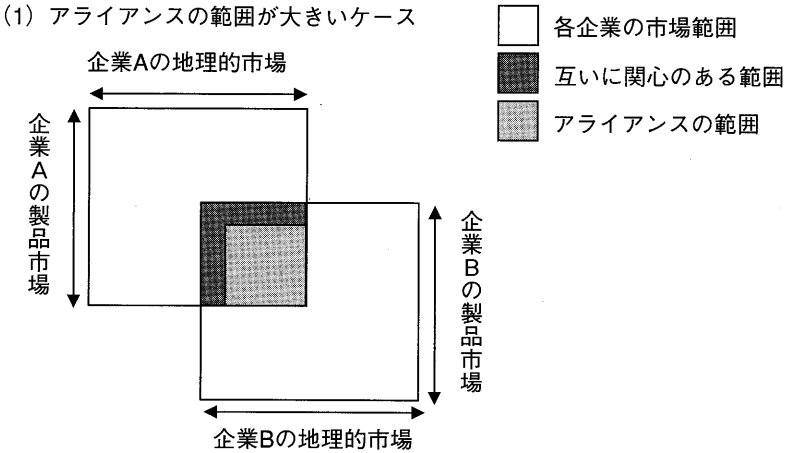 (1) アライアンスの範囲が大きいケース
各企業の市場範囲
互いに関心のある範囲
アライアンスの範囲
企業Aの地理的市場
企業Aの製品市場
企業Bの製品市場
企業Bの地理的市場